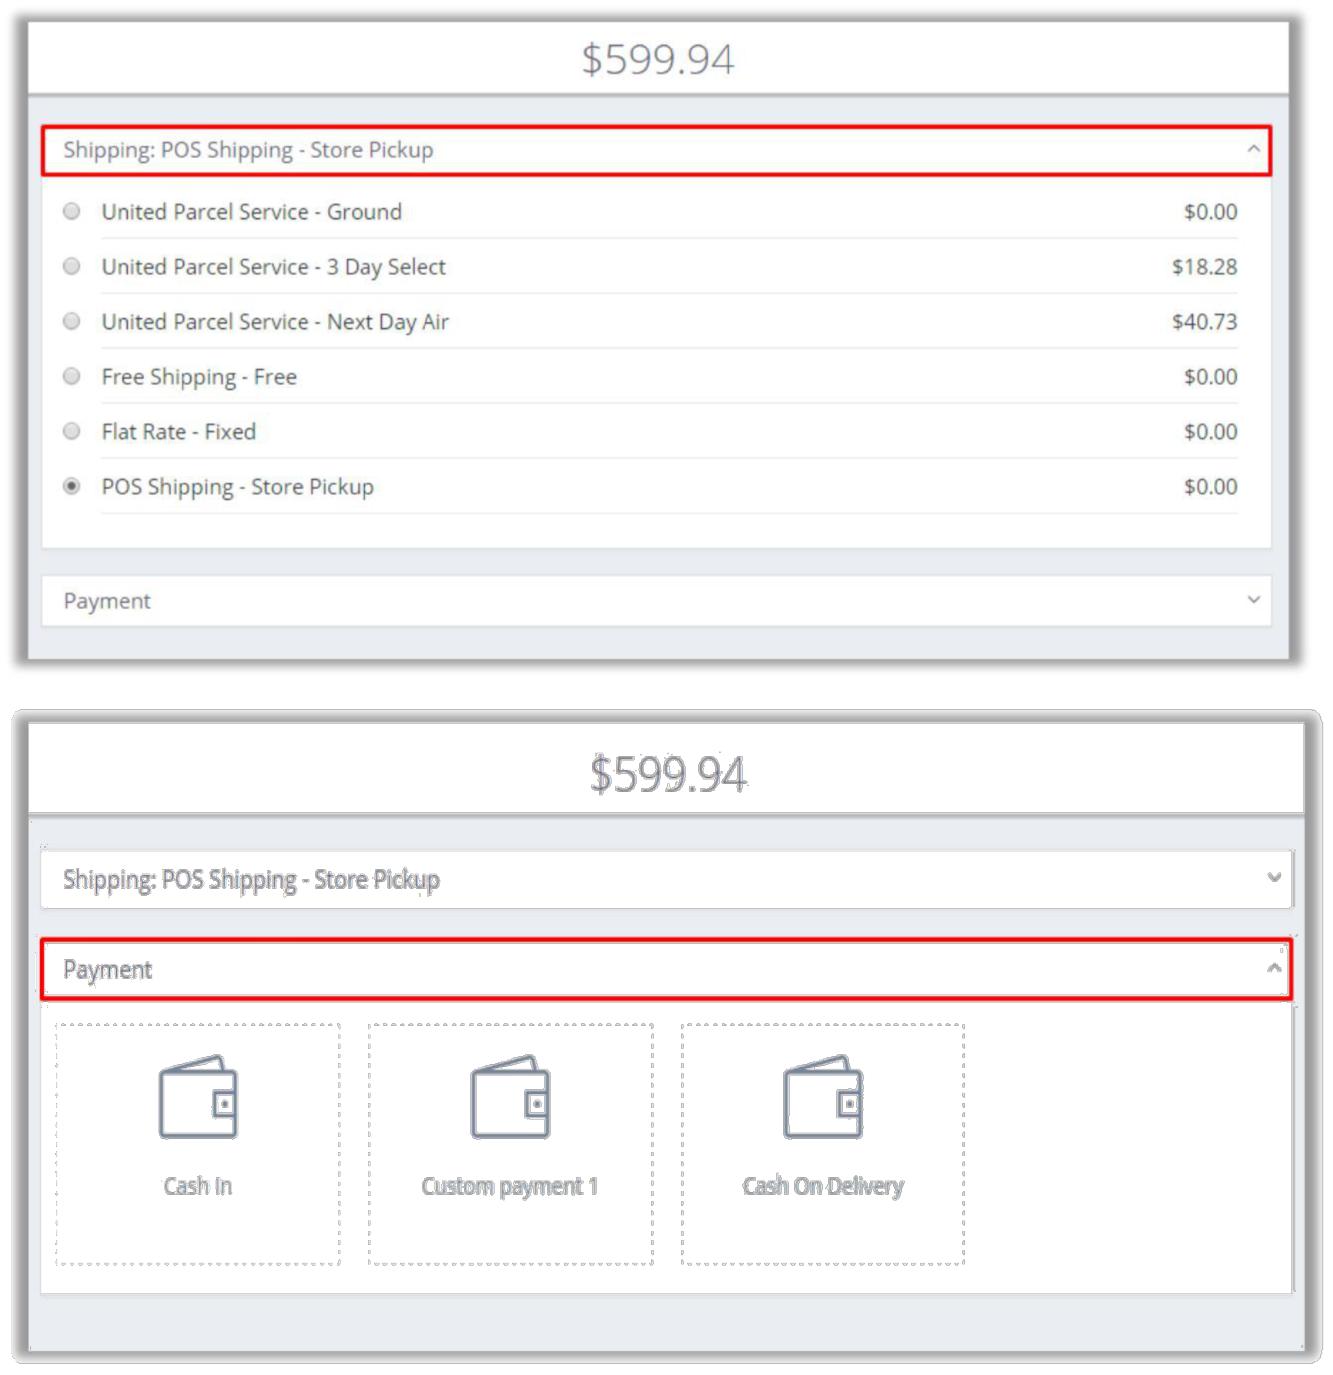 $599.94
Shipping: POS Shipping - Store Pickup
United Parcel Service - Ground $0.00
United Parcel Service - 3 Day Select $18.28
United Parcel Service - Next Day Air $40.73
Free Shipping - Free $0.00
Flat Rate - Fixed $0.00
POS Shipping - Store Pickup $0.00
Payment
$599.94
Shipping: POS Shipping - Store Pickup
Payment
Cash In Custom payment 1 Cash On Delivery